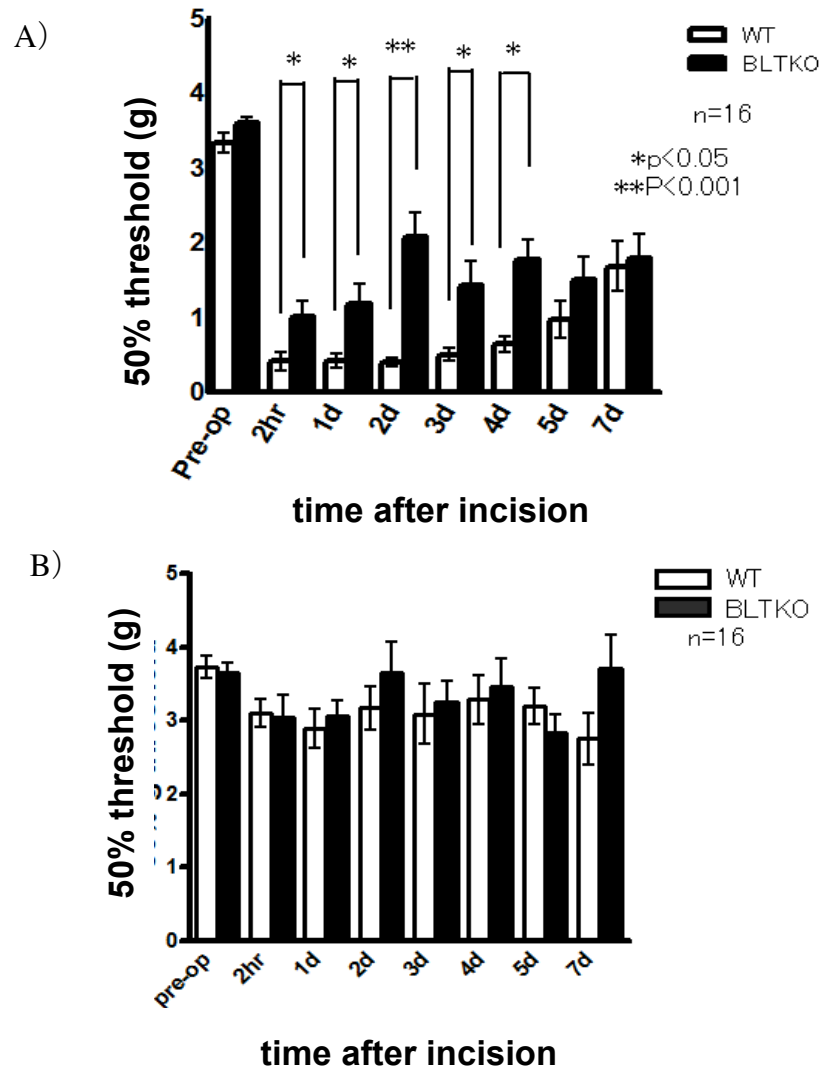 A）
5
4
3
2
1
0
50% threshold (g)
*
*
**
*
*
WT
BLTKO
n=16
*p<0.05
**P<0.001
Pre-op
2hr
1d
2d
3d
4d
5d
7d
time after incision
B）
5
4
3
2
1
0
50% threshold (g)
WT
BLTKO
n=16
pre-op
2hr
1d
2d
3d
4d
5d
7d
time after incision